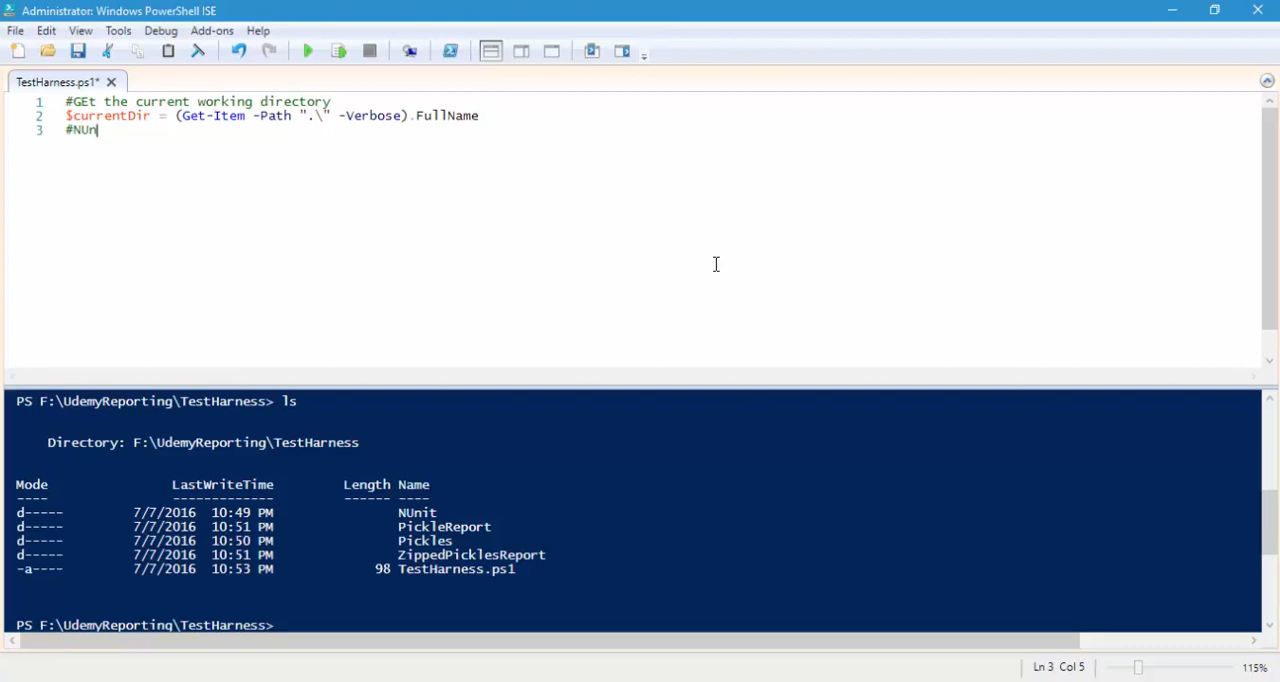 Administrator: Windows PowerShell ISE
File Edit View Tools Debug Add-ons Help
TestHarness.ps1*
1 #GEt the current working directory
2 $currentDir = (Get-Item -Path ".\" -Verbose).FullName
3 #NUn
PS F:\UdemyReporting\TestHarness> ls
Directory: F:\UdemyReporting\TestHarness
Mode LastWriteTime Length Name
---- ------------- ------ ----
d----- 7/7/2016 10:49 PM NUnit
d----- 7/7/2016 10:51 PM PickleReport
d----- 7/7/2016 10:50 PM Pickles
d----- 7/7/2016 10:51 PM ZippedPicklesReport
-a---- 7/7/2016 10:53 PM 98 TestHarness.ps1
PS F:\UdemyReporting\TestHarness>
Ln 3 Col 5 115%